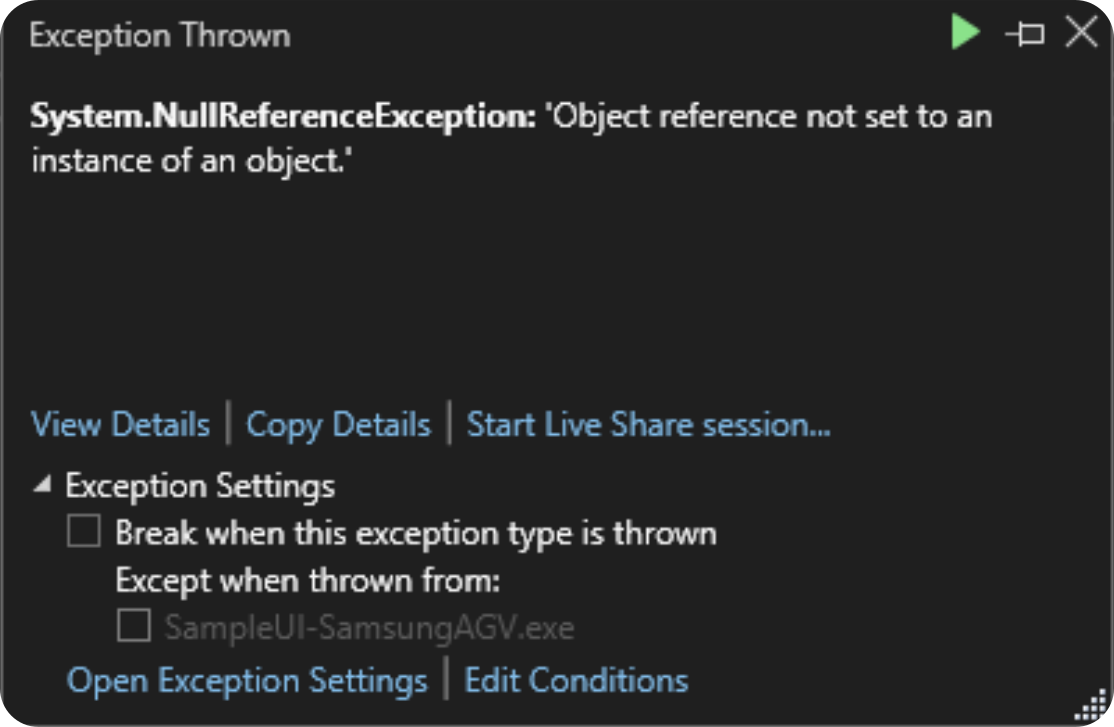 Exception Thrown
System.NullReferenceException: 'Object reference not set to an
instance of an object.'
View Details | Copy Details | Start Live Share session...
Exception Settings
Break when this exception type is thrown
Except when thrown from:
SampleUI-SamsungAGV.exe
Open Exception Settings | Edit Conditions